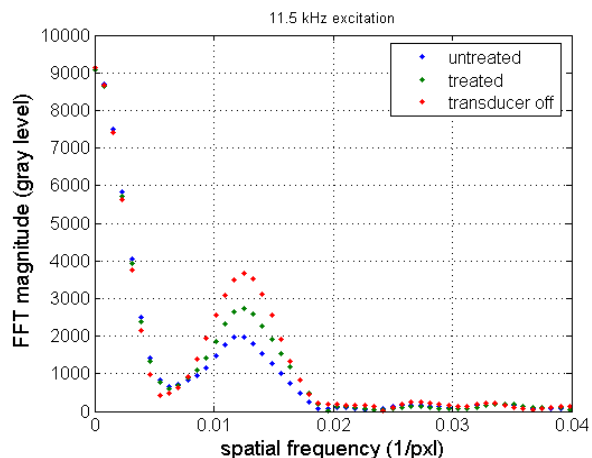 11.5 kHz excitation
10000
9000
8000
7000
6000
5000
4000
3000
2000
1000
0
FFT magnitude (gray level)
untreated
treated
transducer off
0 0.01 0.02 0.03 0.04
spatial frequency (1/pxl)